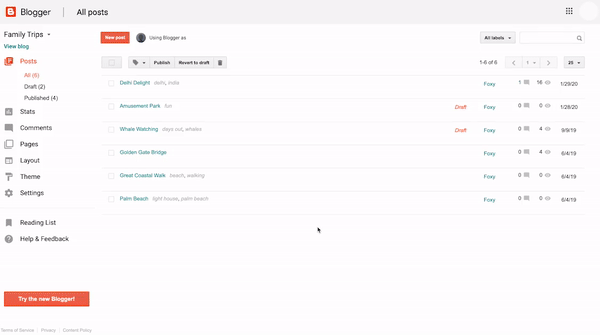 Blogger All posts
Family Trips
View blog
New post Using Blogger as All labels
Posts
All (6)
Draft (2)
Published (4)
Stats
Comments
Pages
Layout
Theme
Settings
Reading List
Help & Feedback
Try the new Blogger!
Terms of Service Privacy Content Policy
Publish Revert to draft 1-6 of 6 1 25
Delhi Delight delhi, india Foxy 1 16 1/29/20
Amusement Park fun Draft Foxy 0 0 1/28/20
Whale Watching days out, whales Draft Foxy 0 4 9/9/19
Golden Gate Bridge Foxy 0 4 6/4/19
Great Coastal Walk beach, walking Foxy 0 0 6/4/19
Palm Beach light house, palm beach Foxy 0 0 6/4/19